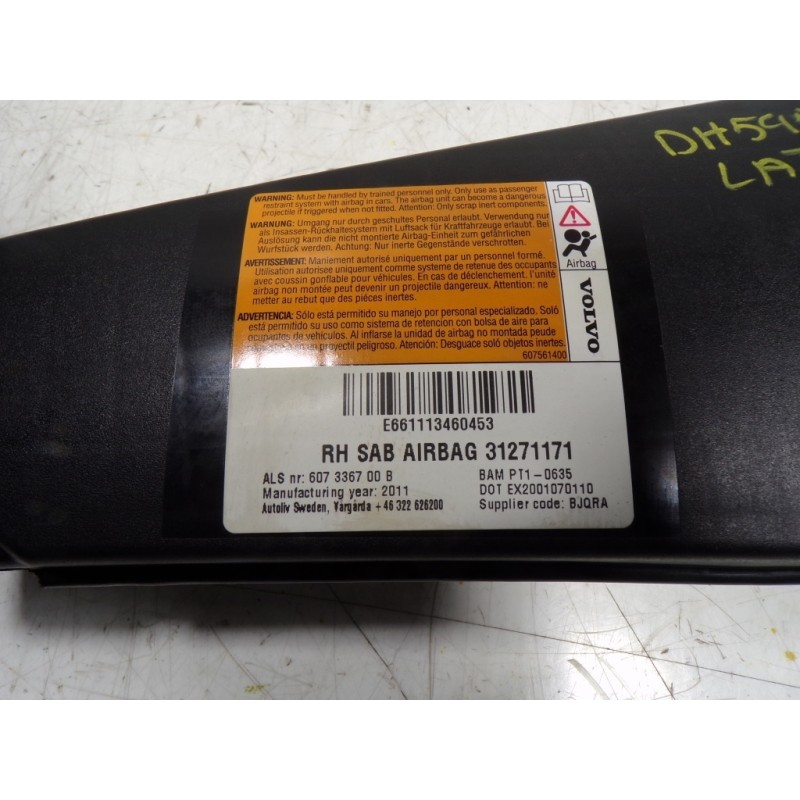 DH594
LAT
WARNING: Must be handled by trained personnel only. Only use as passenger
restraint system with airbag in cars. The airbag unit can become a dangerous
projectile if triggered when not fitted. Attention: Only scrap inert components.
WARNUNG: Umgang nur durch geschultes Personal erlaubt. Verwendung nur
als Insassen-Rückhaltesystem mit Luftsack für Kraftfahrzeuge erlaubt. Bei
Auslösung kann die nicht montierte Airbag-Einheit zum gefährlichen
Wurfstück werden. Achtung: Nur inerte Gegenstände verschrotten.
AVERTISSEMENT: Maniement autorisé uniquement par un personnel formé.
Utilisation autorisée uniquement comme système de retenue des occupants
avec coussin gonflable pour véhicules. En cas de déclenchement, l'unité
airbag non montée peut devenir un projectile dangereux. Attention: ne
metter au rebut que des pièces inertes.
ADVERTENCIA: Sólo está permitido su manejo por personal especializado. Soló
está permitido su uso como sistema de retencion con bolsa de aire para
ocupantes de vehículos. Al inflarse la unidad de airbag no montada peude
ser un proyectil peligroso. Atención: Desguace soló objetos inertes.
607561400
Airbag
VOLVO
E661113460453
RH SAB AIRBAG 31271171
ALS nr: 607 3367 00 B
BAM PT1-0635
Manufacturing year: 2011
DOT EX2001070110
Autoliv Sweden, Vårgårda +46 322 626200
Supplier code: BJQRA